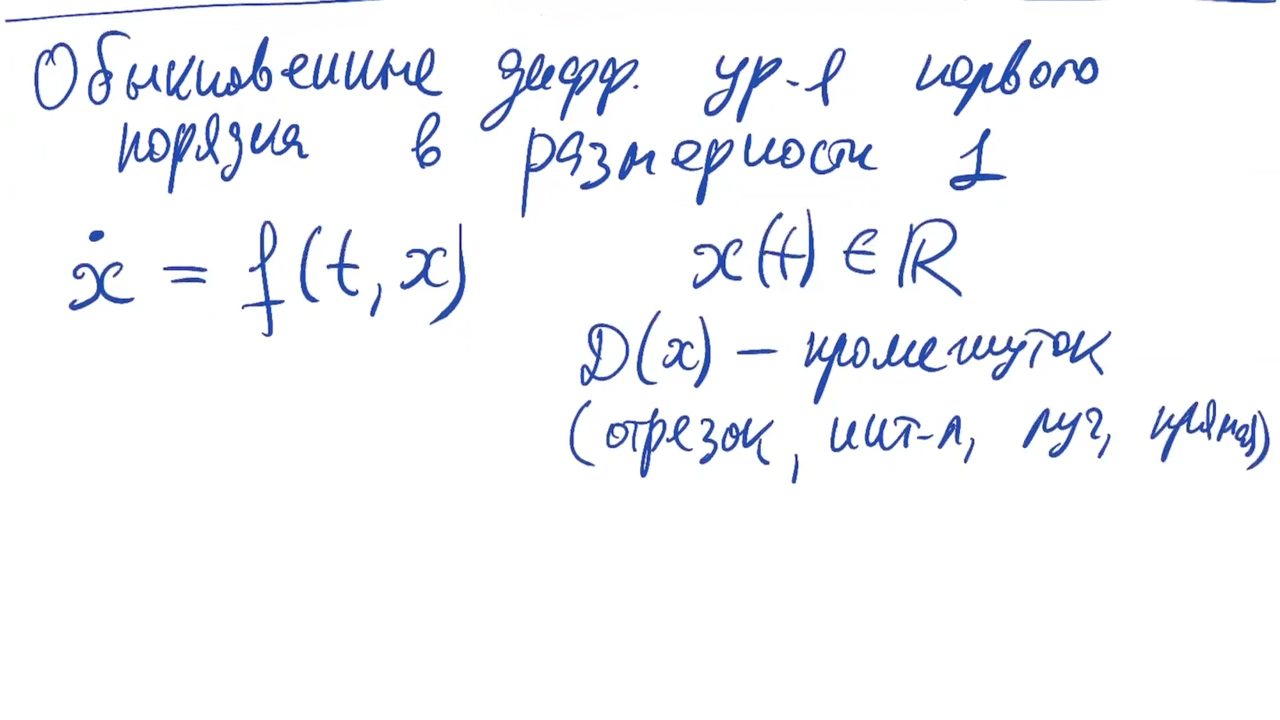 Обыкновенные дифф. ур-я первого
порядка в размерности 1
ẋ = f(t, x)
x(t) ∈ ℝ
D(x) – промежуток
(отрезок, инт-л, луч, прямая)